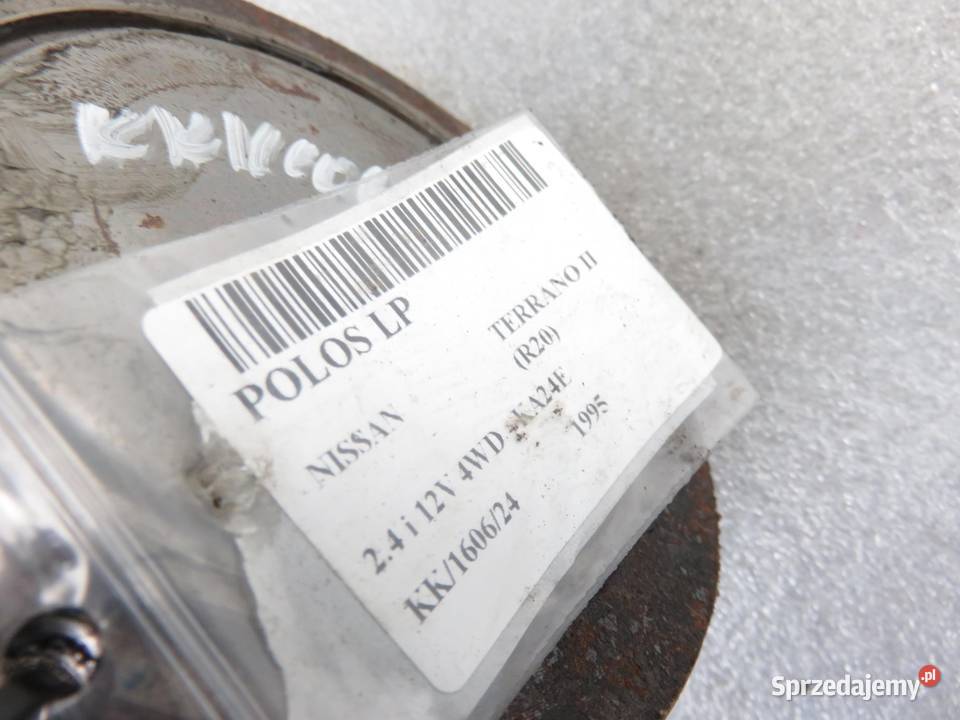 POLOS LP
NISSAN TERRANO II
(R20)
2.4 i 12V 4WD - KA24E
KK/1606/24 1995
Sprzedajemy.pl